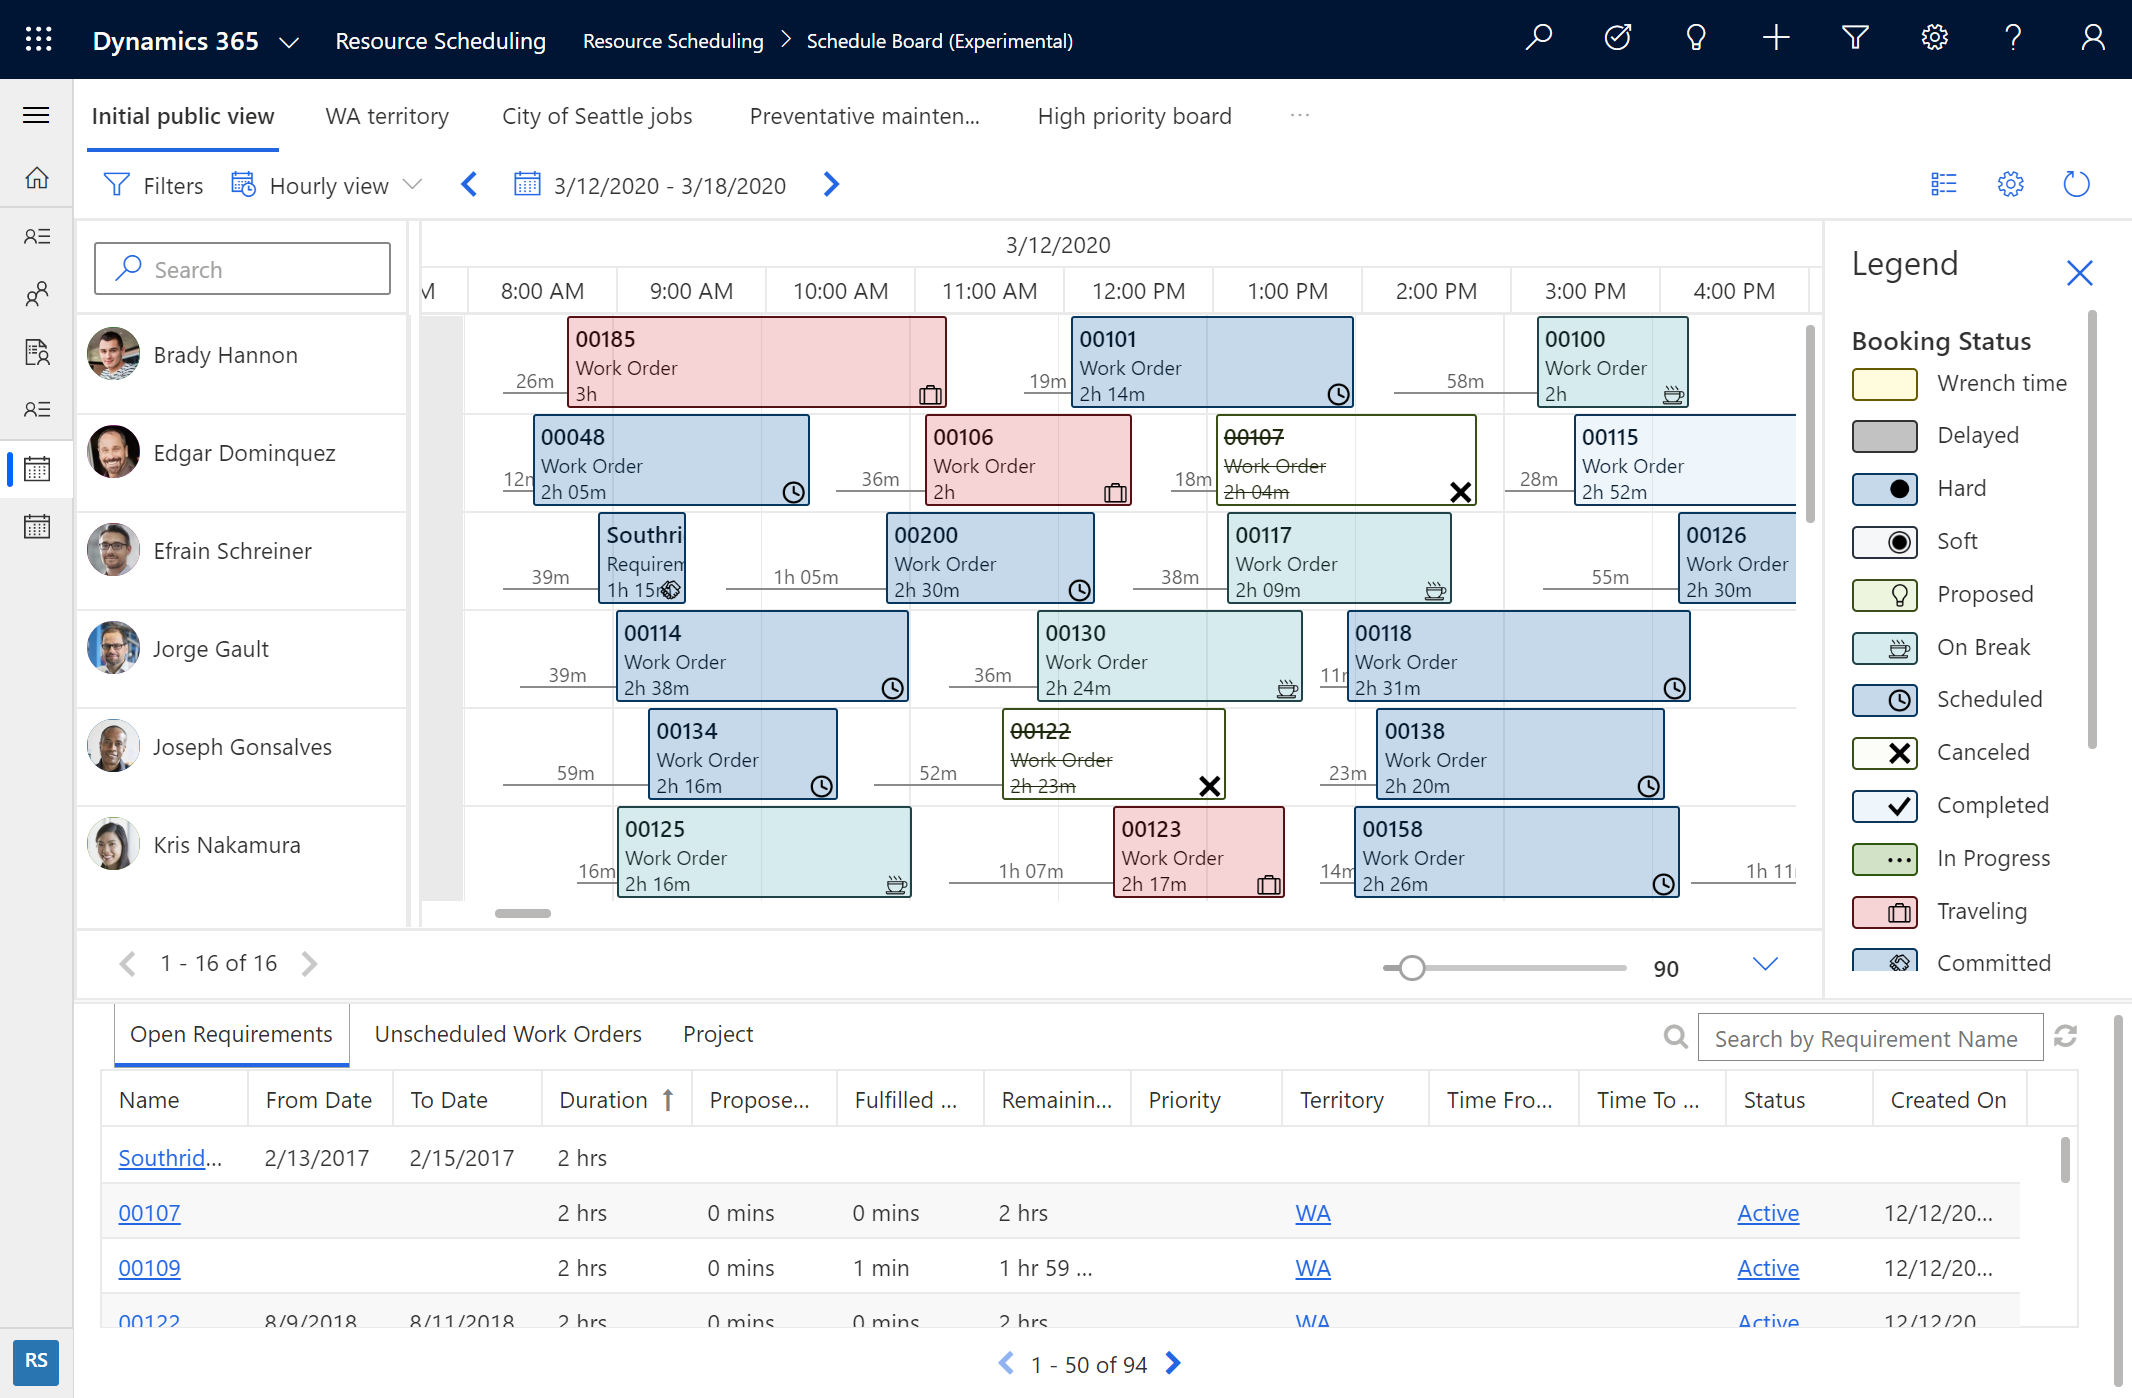 Dynamics 365 Resource Scheduling Resource Scheduling > Schedule Board (Experimental)
Initial public view WA territory City of Seattle jobs Preventative mainten... High priority board ...
Filters Hourly view 3/12/2020 - 3/18/2020
Search
3/12/2020
M 8:00 AM 9:00 AM 10:00 AM 11:00 AM 12:00 PM 1:00 PM 2:00 PM 3:00 PM 4:00 PM
Brady Hannon
26m
00185
Work Order
3h
19m
00101
Work Order
2h 14m
58m
00100
Work Order
2h
Edgar Dominquez
12m
00048
Work Order
2h 05m
36m
00106
Work Order
2h
18m
00107
Work Order
2h 04m
28m
00115
Work Order
2h 52m
Efrain Schreiner
39m
Southri
Requirem
1h 15m
1h 05m
00200
Work Order
2h 30m
38m
00117
Work Order
2h 09m
55m
00126
Work Order
2h 30m
Jorge Gault
39m
00114
Work Order
2h 38m
36m
00130
Work Order
2h 24m
11m
00118
Work Order
2h 31m
Joseph Gonsalves
59m
00134
Work Order
2h 16m
52m
00122
Work Order
2h 23m
23m
00138
Work Order
2h 20m
Kris Nakamura
16m
00125
Work Order
2h 16m
1h 07m
00123
Work Order
2h 17m
14m
00158
Work Order
2h 26m
1h 11
1 - 16 of 16
90
Legend
Booking Status
Wrench time
Delayed
Hard
Soft
Proposed
On Break
Scheduled
Canceled
Completed
In Progress
Traveling
Committed
Open Requirements Unscheduled Work Orders Project Search by Requirement Name
Name From Date To Date Duration Propose... Fulfilled ... Remainin... Priority Territory Time Fro... Time To ... Status Created On
Southrid... 2/13/2017 2/15/2017 2 hrs
00107 2 hrs 0 mins 0 mins 2 hrs WA Active 12/12/20...
00109 2 hrs 0 mins 1 min 1 hr 59 ... WA Active 12/12/20...
00122 8/9/2018 8/11/2018 2 hrs 0 mins 0 mins 2 hrs WA Active 12/12/20
1 - 50 of 94
RS